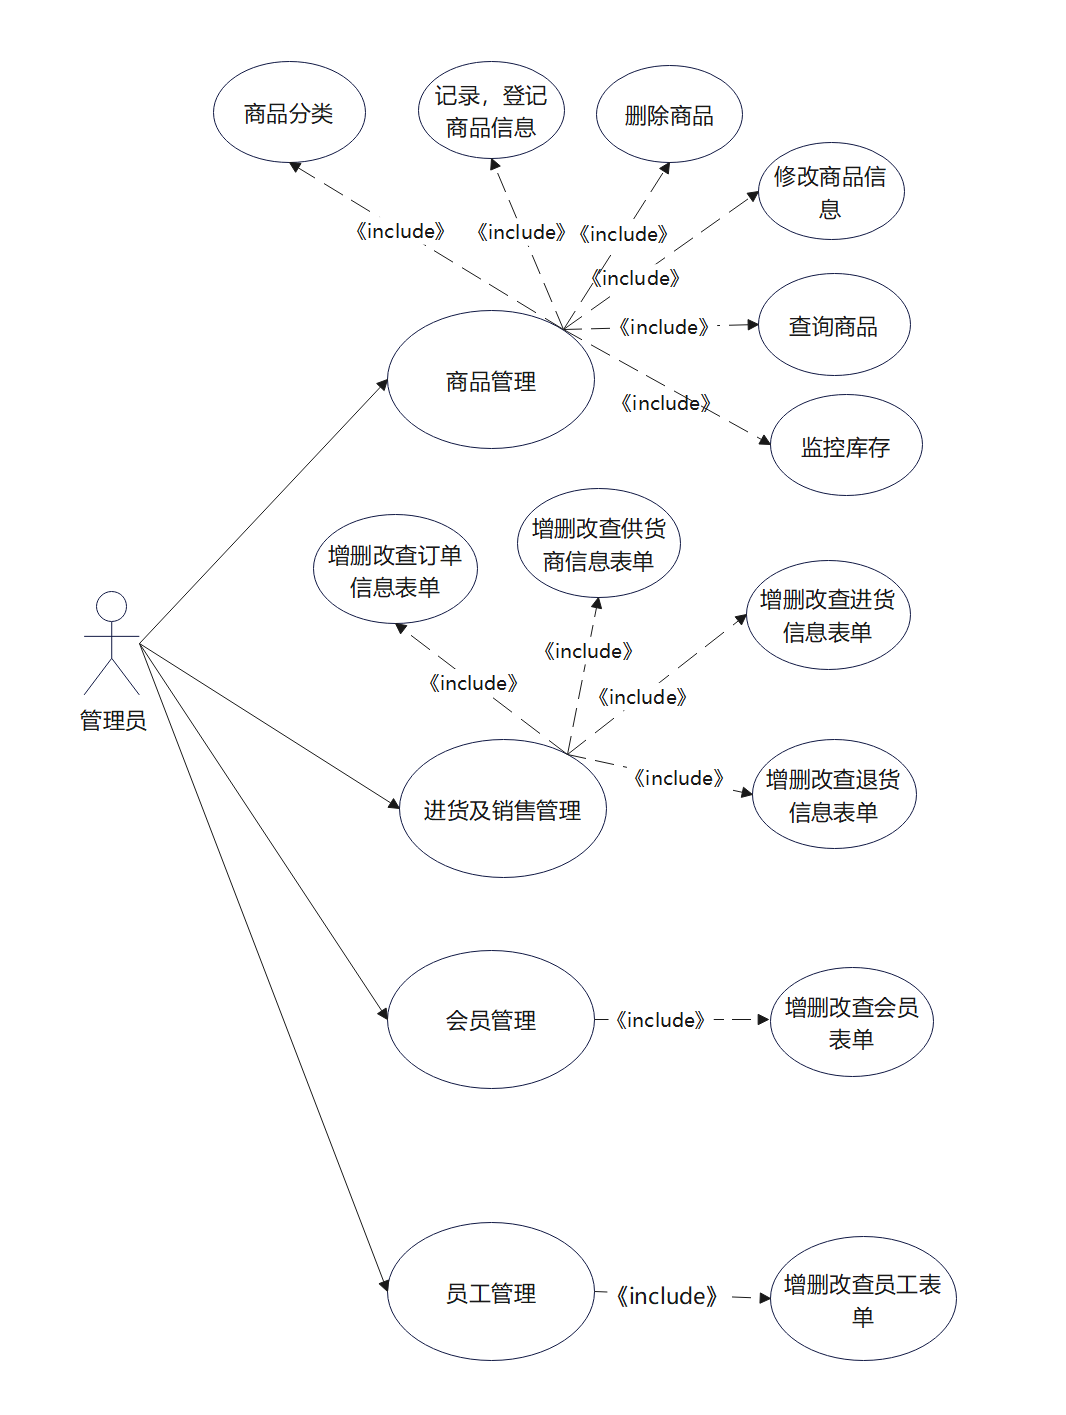 商品分类
记录，登记
商品信息
删除商品
修改商品信
息
《include》
《include》
《include》
《include》
《include》
查询商品
商品管理
《include》
监控库存
增删改查订单
信息表单
增删改查供货
商信息表单
增删改查进货
信息表单
《include》
《include》
《include》
管理员
《include》
增删改查退货
信息表单
进货及销售管理
会员管理
《include》
增删改查会员
表单
员工管理
《include》
增删改查员工表
单